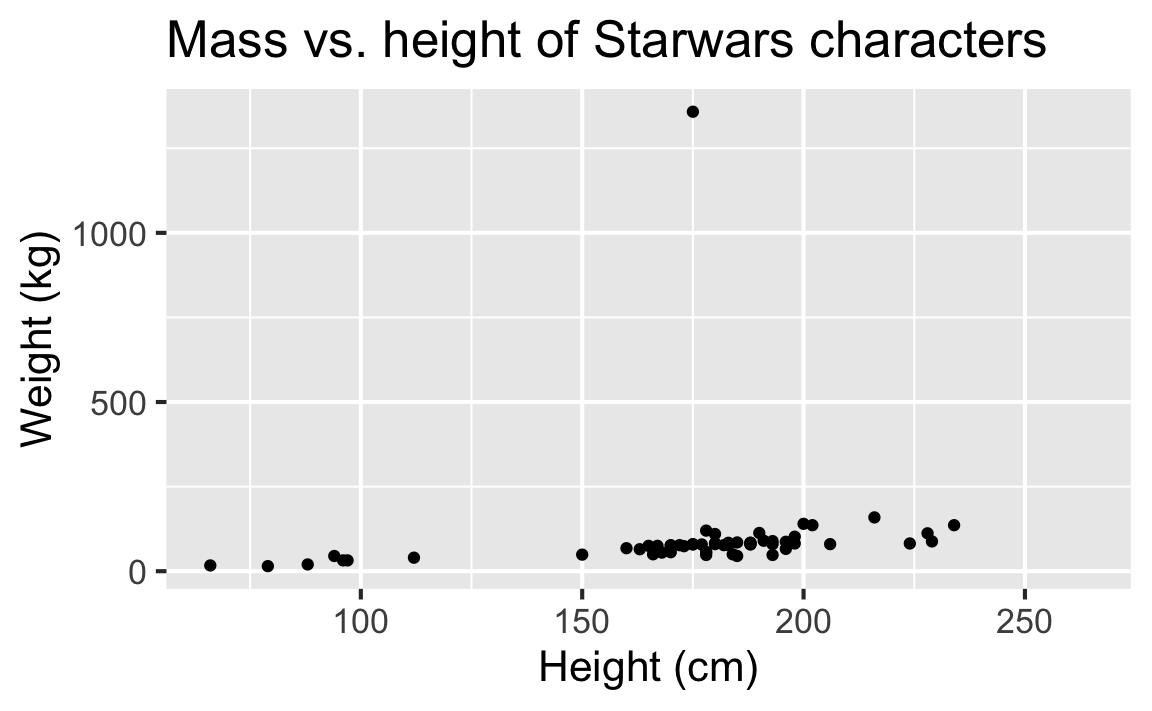 Mass vs. height of Starwars characters
Weight (kg)
1000
500
0
100 150 200 250
Height (cm)